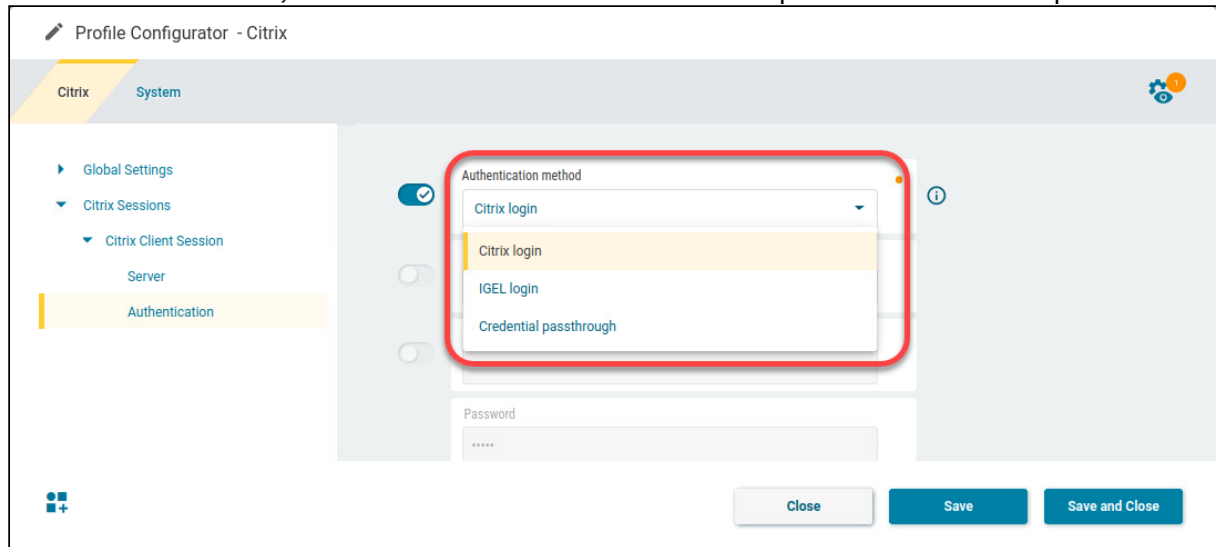 Profile Configurator - Citrix
Citrix
System
1
Global Settings
Citrix Sessions
Citrix Client Session
Server
Authentication
Authentication method
Citrix login
Citrix login
IGEL login
Credential passthrough
Password
•••••
Close
Save
Save and Close